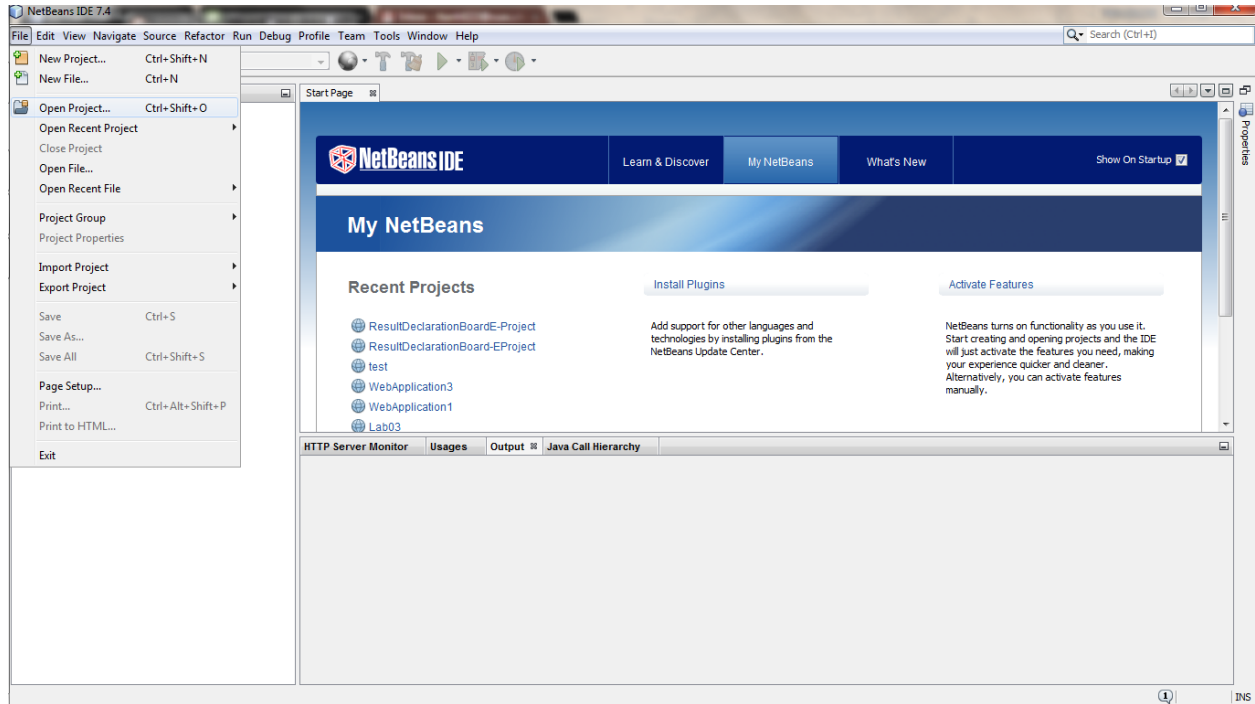 NetBeans IDE 7.4
File Edit View Navigate Source Refactor Run Debug Profile Team Tools Window Help
Search (Ctrl+I)
New Project... Ctrl+Shift+N
New File... Ctrl+N
Open Project... Ctrl+Shift+O
Open Recent Project
Close Project
Open File...
Open Recent File
Project Group
Project Properties
Import Project
Export Project
Save Ctrl+S
Save As...
Save All Ctrl+Shift+S
Page Setup...
Print... Ctrl+Alt+Shift+P
Print to HTML...
Exit
Start Page
NetBeans IDE
Learn & Discover
My NetBeans
What's New
Show On Startup
My NetBeans
Recent Projects
ResultDeclarationBoardE-Project
ResultDeclarationBoard-EProject
test
WebApplication3
WebApplication1
Lab03
Install Plugins
Add support for other languages and
technologies by installing plugins from the
NetBeans Update Center.
Activate Features
NetBeans turns on functionality as you use it.
Start creating and opening projects and the IDE
will just activate the features you need, making
your experience quicker and cleaner.
Alternatively, you can activate features
manually.
Properties
HTTP Server Monitor Usages Output Java Call Hierarchy
1
INS